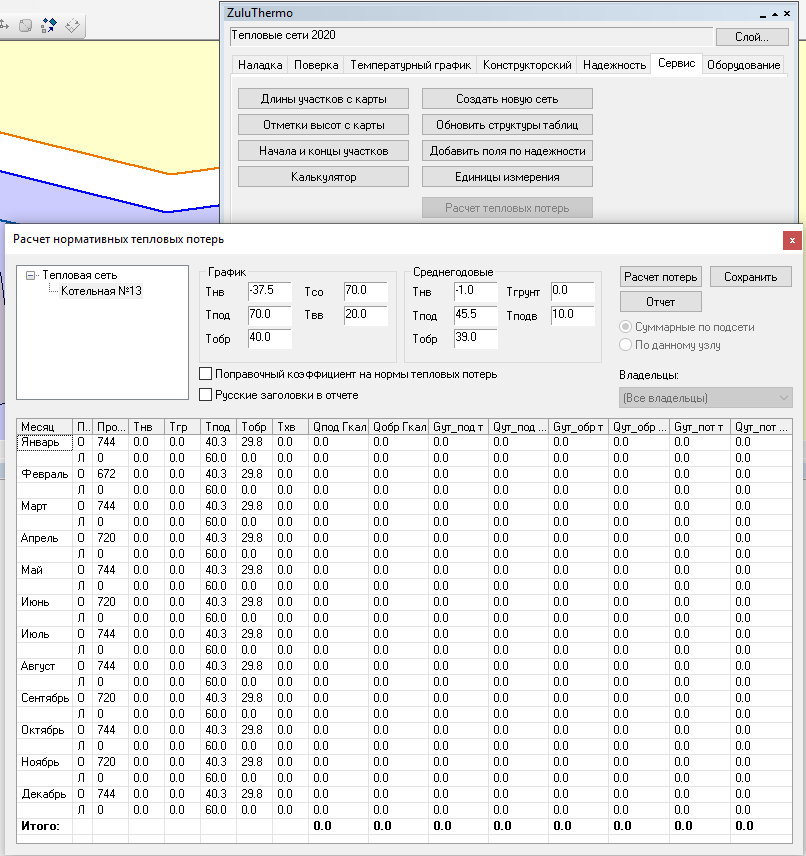 ZuluThermo
Тепловые сети 2020
Слой...
Наладка Поверка Температурный график Конструкторский Надежность Сервис Оборудование
Длины участков с карты Создать новую сеть
Отметки высот с карты Обновить структуры таблиц
Начала и концы участков Добавить поля по надежности
Калькулятор Единицы измерения
Расчет тепловых потерь
Расчет нормативных тепловых потерь
Тепловая сеть
Котельная №13
График
Тнв -37.5 Тсо 70.0
Тпод 70.0 Твв 20.0
Тобр 40.0
Среднегодовые
Тнв -1.0 Тгрунт 0.0
Тпод 45.5 Тподв 10.0
Тобр 39.0
Расчет потерь Сохранить
Отчет
Суммарные по подсети
По данному узлу
Владельцы:
(Все владельцы)
Поправочный коэффициент на нормы тепловых потерь
Русские заголовки в отчете
Месяц П.. Про... Тнв Тгр Тпод Тобр Тхв Qпод Гкал Qобр Гкал Gут_под т Qут_под ... Gут_обр т Qут_обр ... Gут_пот т Qут_пот ...
Январь О 744 0.0 0.0 40.3 29.8 0.0 0.0 0.0 0.0 0.0 0.0 0.0 0.0 0.0
Л 0 0.0 0.0 60.0 0.0 0.0 0.0 0.0 0.0 0.0 0.0 0.0 0.0 0.0
Февраль О 672 0.0 0.0 40.3 29.8 0.0 0.0 0.0 0.0 0.0 0.0 0.0 0.0 0.0
Л 0 0.0 0.0 60.0 0.0 0.0 0.0 0.0 0.0 0.0 0.0 0.0 0.0 0.0
Март О 744 0.0 0.0 40.3 29.8 0.0 0.0 0.0 0.0 0.0 0.0 0.0 0.0 0.0
Л 0 0.0 0.0 60.0 0.0 0.0 0.0 0.0 0.0 0.0 0.0 0.0 0.0 0.0
Апрель О 720 0.0 0.0 40.3 29.8 0.0 0.0 0.0 0.0 0.0 0.0 0.0 0.0 0.0
Л 0 0.0 0.0 60.0 0.0 0.0 0.0 0.0 0.0 0.0 0.0 0.0 0.0 0.0
Май О 744 0.0 0.0 40.3 29.8 0.0 0.0 0.0 0.0 0.0 0.0 0.0 0.0 0.0
Л 0 0.0 0.0 60.0 0.0 0.0 0.0 0.0 0.0 0.0 0.0 0.0 0.0 0.0
Июнь О 720 0.0 0.0 40.3 29.8 0.0 0.0 0.0 0.0 0.0 0.0 0.0 0.0 0.0
Л 0 0.0 0.0 60.0 0.0 0.0 0.0 0.0 0.0 0.0 0.0 0.0 0.0 0.0
Июль О 744 0.0 0.0 40.3 29.8 0.0 0.0 0.0 0.0 0.0 0.0 0.0 0.0 0.0
Л 0 0.0 0.0 60.0 0.0 0.0 0.0 0.0 0.0 0.0 0.0 0.0 0.0 0.0
Август О 744 0.0 0.0 40.3 29.8 0.0 0.0 0.0 0.0 0.0 0.0 0.0 0.0 0.0
Л 0 0.0 0.0 60.0 0.0 0.0 0.0 0.0 0.0 0.0 0.0 0.0 0.0 0.0
Сентябрь О 720 0.0 0.0 40.3 29.8 0.0 0.0 0.0 0.0 0.0 0.0 0.0 0.0 0.0
Л 0 0.0 0.0 60.0 0.0 0.0 0.0 0.0 0.0 0.0 0.0 0.0 0.0 0.0
Октябрь О 744 0.0 0.0 40.3 29.8 0.0 0.0 0.0 0.0 0.0 0.0 0.0 0.0 0.0
Л 0 0.0 0.0 60.0 0.0 0.0 0.0 0.0 0.0 0.0 0.0 0.0 0.0 0.0
Ноябрь О 720 0.0 0.0 40.3 29.8 0.0 0.0 0.0 0.0 0.0 0.0 0.0 0.0 0.0
Л 0 0.0 0.0 60.0 0.0 0.0 0.0 0.0 0.0 0.0 0.0 0.0 0.0 0.0
Декабрь О 744 0.0 0.0 40.3 29.8 0.0 0.0 0.0 0.0 0.0 0.0 0.0 0.0 0.0
Л 0 0.0 0.0 60.0 0.0 0.0 0.0 0.0 0.0 0.0 0.0 0.0 0.0 0.0
Итого: 0.0 0.0 0.0 0.0 0.0 0.0 0.0 0.0